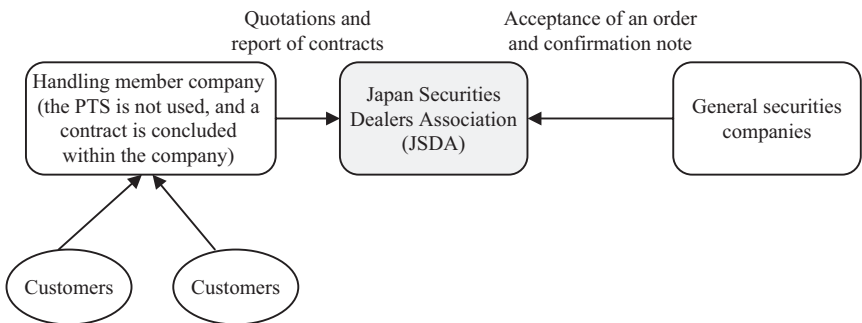 Quotations and
report of contracts
Acceptance of an order
and confirmation note
Handling member company
(the PTS is not used, and a
contract is concluded
within the company)
Japan Securities
Dealers Association
(JSDA)
General securities
companies
Customers
Customers